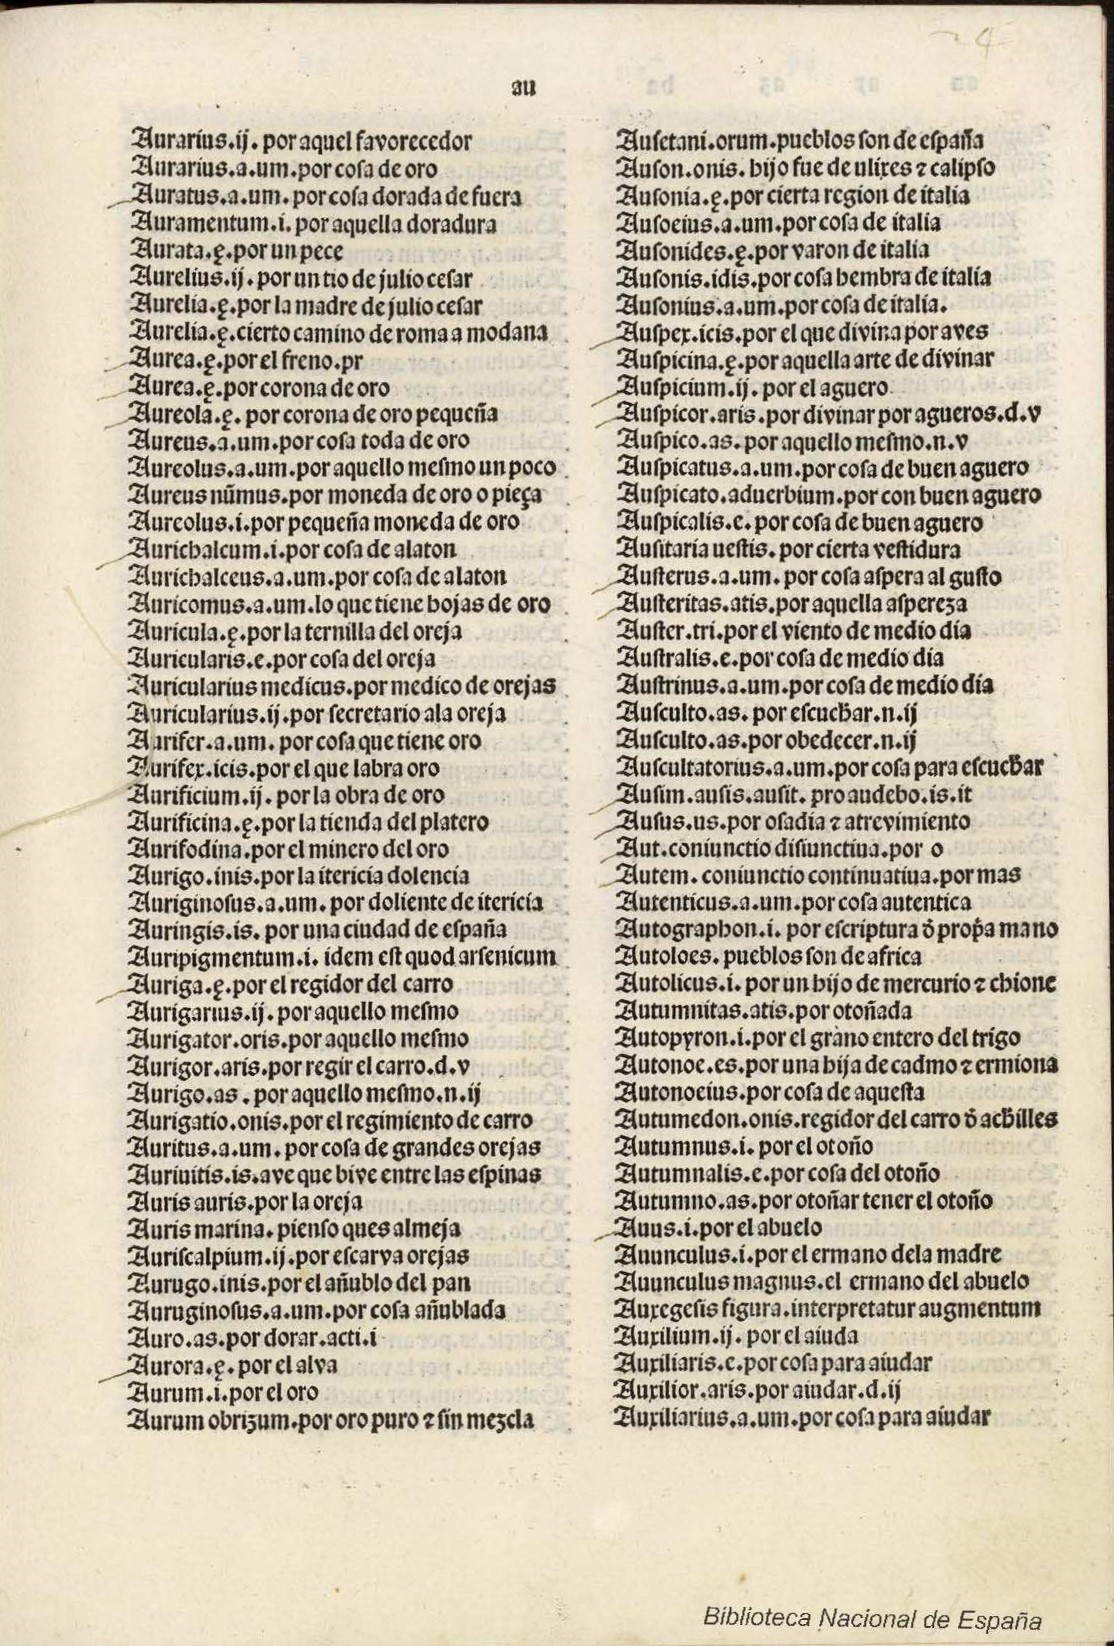 au
Aurarius.ij. por aquel favorecedor
Aurarius.a.um.por cosa de oro
Auratus.a.um. por cosa dorada de fuera
Auramentum.i. por aquella doradura
Aurata.ę.por un pece
Aurelius.ij. por un tio de julio cesar
Aurelia.ę.por la madre de julio cesar
Aurelia.ę.cierto camino de roma a modana
Aurea.ę.por el freno.pr
Aurea.ę.por corona de oro
Aureola.ę. por corona de oro pequeña
Aureus.a.um.por cosa toda de oro
Aureolus.a.um.por aquello mesmo un poco
Aureus nũmus.por moneda de oro o pieça
Aureolus.i.por pequeña moneda de oro
Aurichalcum.i.por cosa de alaton
Aurichalceus.a.um.por cosa de alaton
Auricomus.a.um.lo que tiene hojas de oro
Auricula.ę.por la ternilla del oreja
Auricularis.e.por cosa del oreja
Auricularius medicus.por medico de orejas
Auricularius.ij.por secretario ala oreja
Aurifer.a.um. por cosa que tiene oro
Aurifex.icis.por el que labra oro
Aurificium.ij. por la obra de oro
Aurificina.ę.por la tienda del platero
Aurifodina.por el minero del oro
Aurigo.inis.por la itericia dolencia
Auriginosus.a.um. por doliente de itericia
Auringis.is. por una ciudad de españa
Auripigmentum.i. idem est quod arsenicum
Auriga.ę.por el regidor del carro
Aurigarius.ij. por aquello mesmo
Aurigator.oris.por aquello mesmo
Aurigor.aris.por regir el carro.d.v
Aurigo.as. por aquello mesmo.n.ij
Aurigatio.onis.por el regimiento de carro
Auritus.a.um. por cosa de grandes orejas
Auriuitis.is.ave que bive entre las espinas
Auris auris.por la oreja
Auris marina. pienso ques almeja
Auriscalpium.ij.por escarva orejas
Aurugo.inis.por el añublo del pan
Auruginosus.a.um.por cosa añublada
Auro.as.por dorar.acti.i
Aurora.ę. por el alva
Aurum.i.por el oro
Aurum obrizum.por oro puro ⁊ sin mezcla
Ausetani.orum.pueblos son de españa
Auson.onis. hijo fue de ulixes ⁊ calipso
Ausonia.ę.por cierta region de italia
Ausoeius.a.um.por cosa de italia
Ausonides.ę.por varon de italia
Ausonis.idis.por cosa hembra de italia
Ausonius.a.um.por cosa de italia.
Auspex.icis.por el que divina por aves
Auspicina.ę.por aquella arte de divinar
Auspicium.ij. por el aguero
Auspicor.aris.por divinar por agueros.d.v
Auspico.as. por aquello mesmo.n.v
Auspicatus.a.um.por cosa de buen aguero
Auspicato.aduerbium.por con buen aguero
Auspicalis.e. por cosa de buen aguero
Ausitaria uestis. por cierta vestidura
Austerus.a.um. por cosa aspera al gusto
Austeritas.atis.por aquella aspereza
Auster.tri.por el viento de medio dia
Australis.e.por cosa de medio dia
Austrinus.a.um.por cosa de medio dia
Ausculto.as. por escuchar.n.ij
Ausculto.as.por obedecer.n.ij
Auscultatorius.a.um.por cosa para escuchar
Ausim.ausis.ausit. pro audebo.is.it
Ausus.us.por osadia ⁊ atrevimiento
Aut.coniunctio disiunctiua.por o
Autem. coniunctio continuatiua.por mas
Autenticus.a.um.por cosa autentica
Autographon.i. por escriptura đ prop̃a mano
Autoloes. pueblos son de africa
Autolicus.i. por un hijo de mercurio ⁊ chione
Autumnitas.atis.por otoñada
Autopyron.i.por el grano entero del trigo
Autonoe.es.por una hija de cadmo ⁊ ermiona
Autonoeius.por cosa de aquesta
Autumedon.onis.regidor del carro đ achilles
Autumnus.i. por el otoño
Autumnalis.e.por cosa del otoño
Autumno.as.por otoñar tener el otoño
Auus.i.por el abuelo
Auunculus.i.por el ermano dela madre
Auunculus magnus.el ermano del abuelo
Auxegesis figura.interpretatur augmentum
Auxilium.ij. por el aiuda
Auxiliaris.e.por cosa para aiudar
Auxilior.aris.por aiudar.d.ij
Auxiliarius.a.um.por cosa para aiudar
Biblioteca Nacional de España